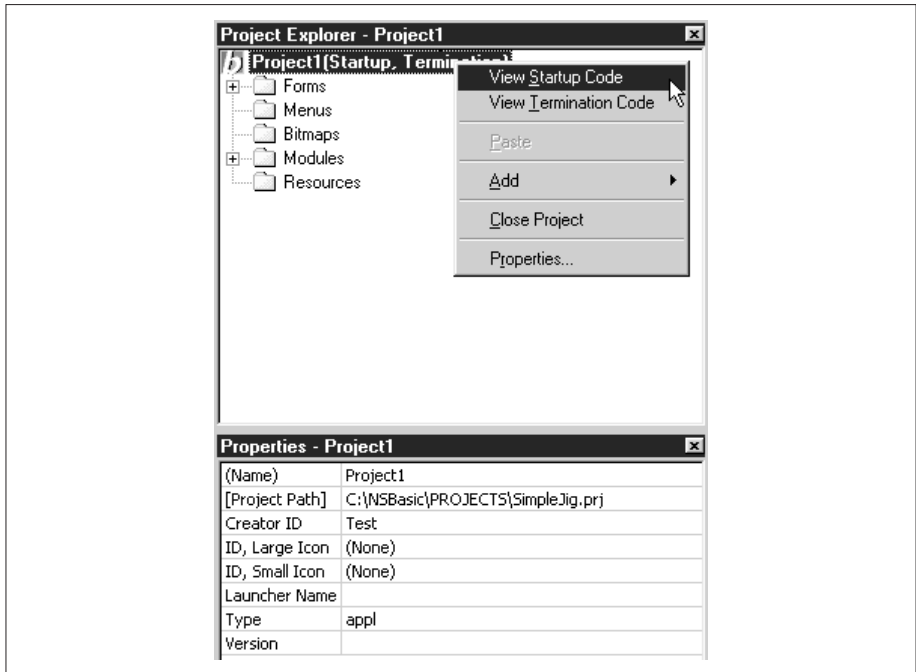 Project Explorer - Project1
Project1(Startup, Termination)
View Startup Code
View Termination Code
Paste
Add
Close Project
Properties...
Forms
Menus
Bitmaps
Modules
Resources
Properties - Project1
(Name) Project1
[Project Path] C:\NSBasic\PROJECTS\SimpleJig.prj
Creator ID Test
ID, Large Icon (None)
ID, Small Icon (None)
Launcher Name
Type appl
Version